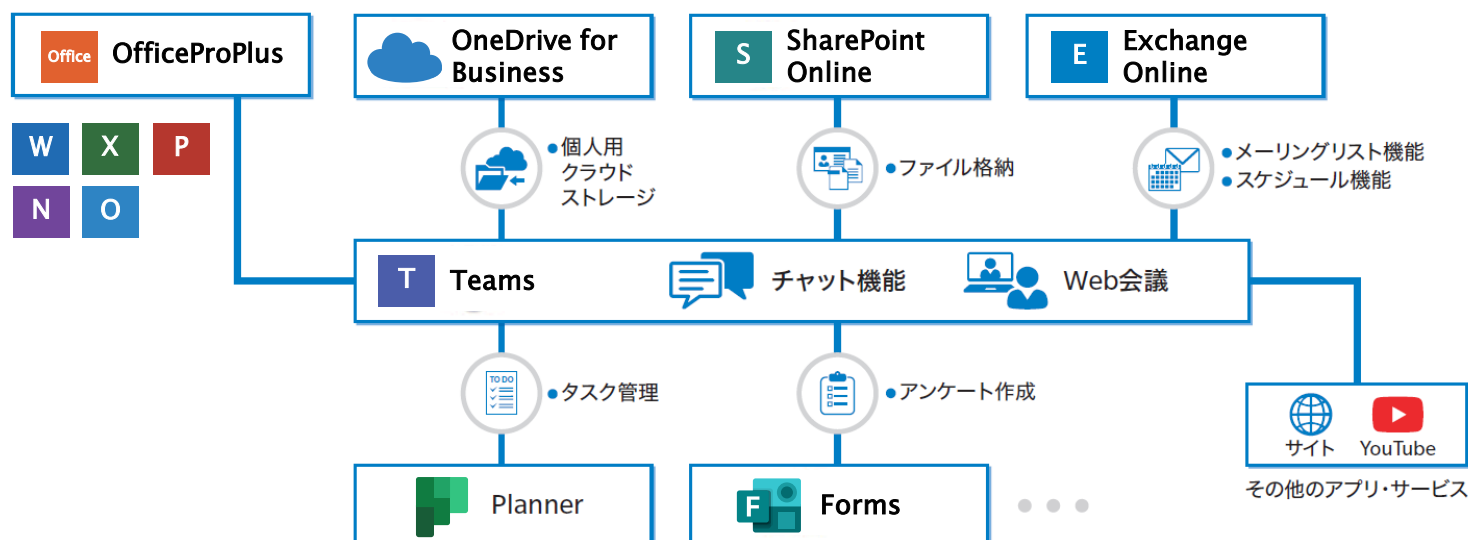 Office
OfficeProPlus
OneDrive for
Business
S
SharePoint
Online
E
Exchange
Online
W
X
P
N
O
●個人用
クラウド
ストレージ
●ファイル格納
●メーリングリスト機能
●スケジュール機能
T
Teams
チャット機能
Web会議
TO DO
●タスク管理
●アンケート作成
サイト
YouTube
その他のアプリ・サービス
Planner
F
Forms